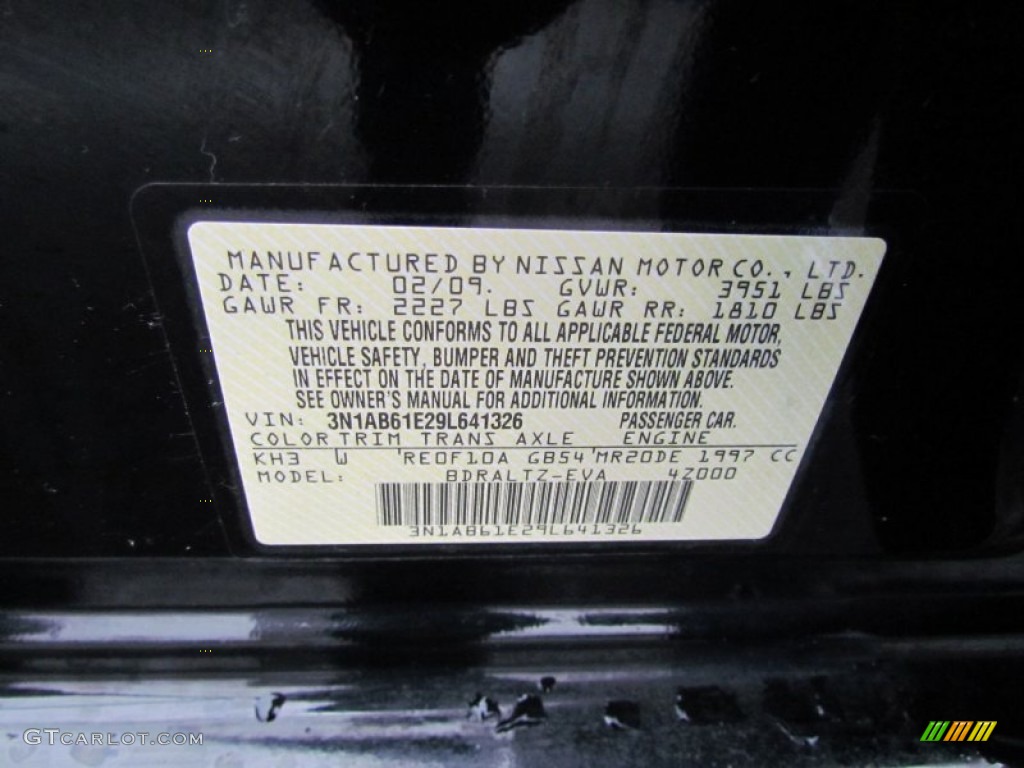 MANUFACTURED BY NISSAN MOTOR CO., LTD.
DATE: 02/09. GVWR: 3951 LBS
GAWR FR: 2227 LBS GAWR RR: 1810 LBS
THIS VEHICLE CONFORMS TO ALL APPLICABLE FEDERAL MOTOR,
VEHICLE SAFETY, BUMPER AND THEFT PREVENTION STANDARDS
IN EFFECT ON THE DATE OF MANUFACTURE SHOWN ABOVE.
SEE OWNER'S MANUAL FOR ADDITIONAL INFORMATION.
VIN: 3N1AB61E29L641326 PASSENGER CAR.
COLOR TRIM TRANS AXLE ENGINE
KH3 W 'RE0F10A GB54'MR20DE 1997 CC
MODEL: BDRALTZ-EVA 4Z000
3N1AB61E29L641326
GTCARLOT.COM